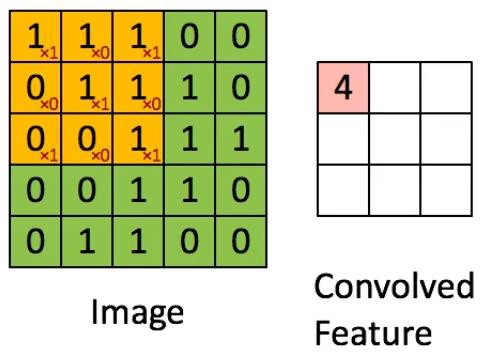 1×1 1×0 1×1 0 0
0×0 1×1 1×0 1 0
0×1 0×0 1×1 1 1
0 0 1 1 0
0 1 1 0 0
Image
4
Convolved
Feature